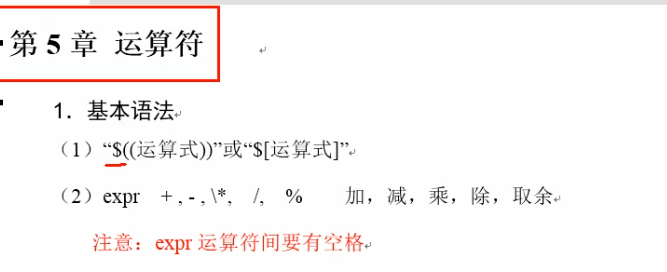 第 5 章 运算符
1. 基本语法
（1）“$((运算式))”或“$[运算式]”
（2）expr + , - , \*, /, % 加，减，乘，除，取余
注意：expr 运算符间要有空格